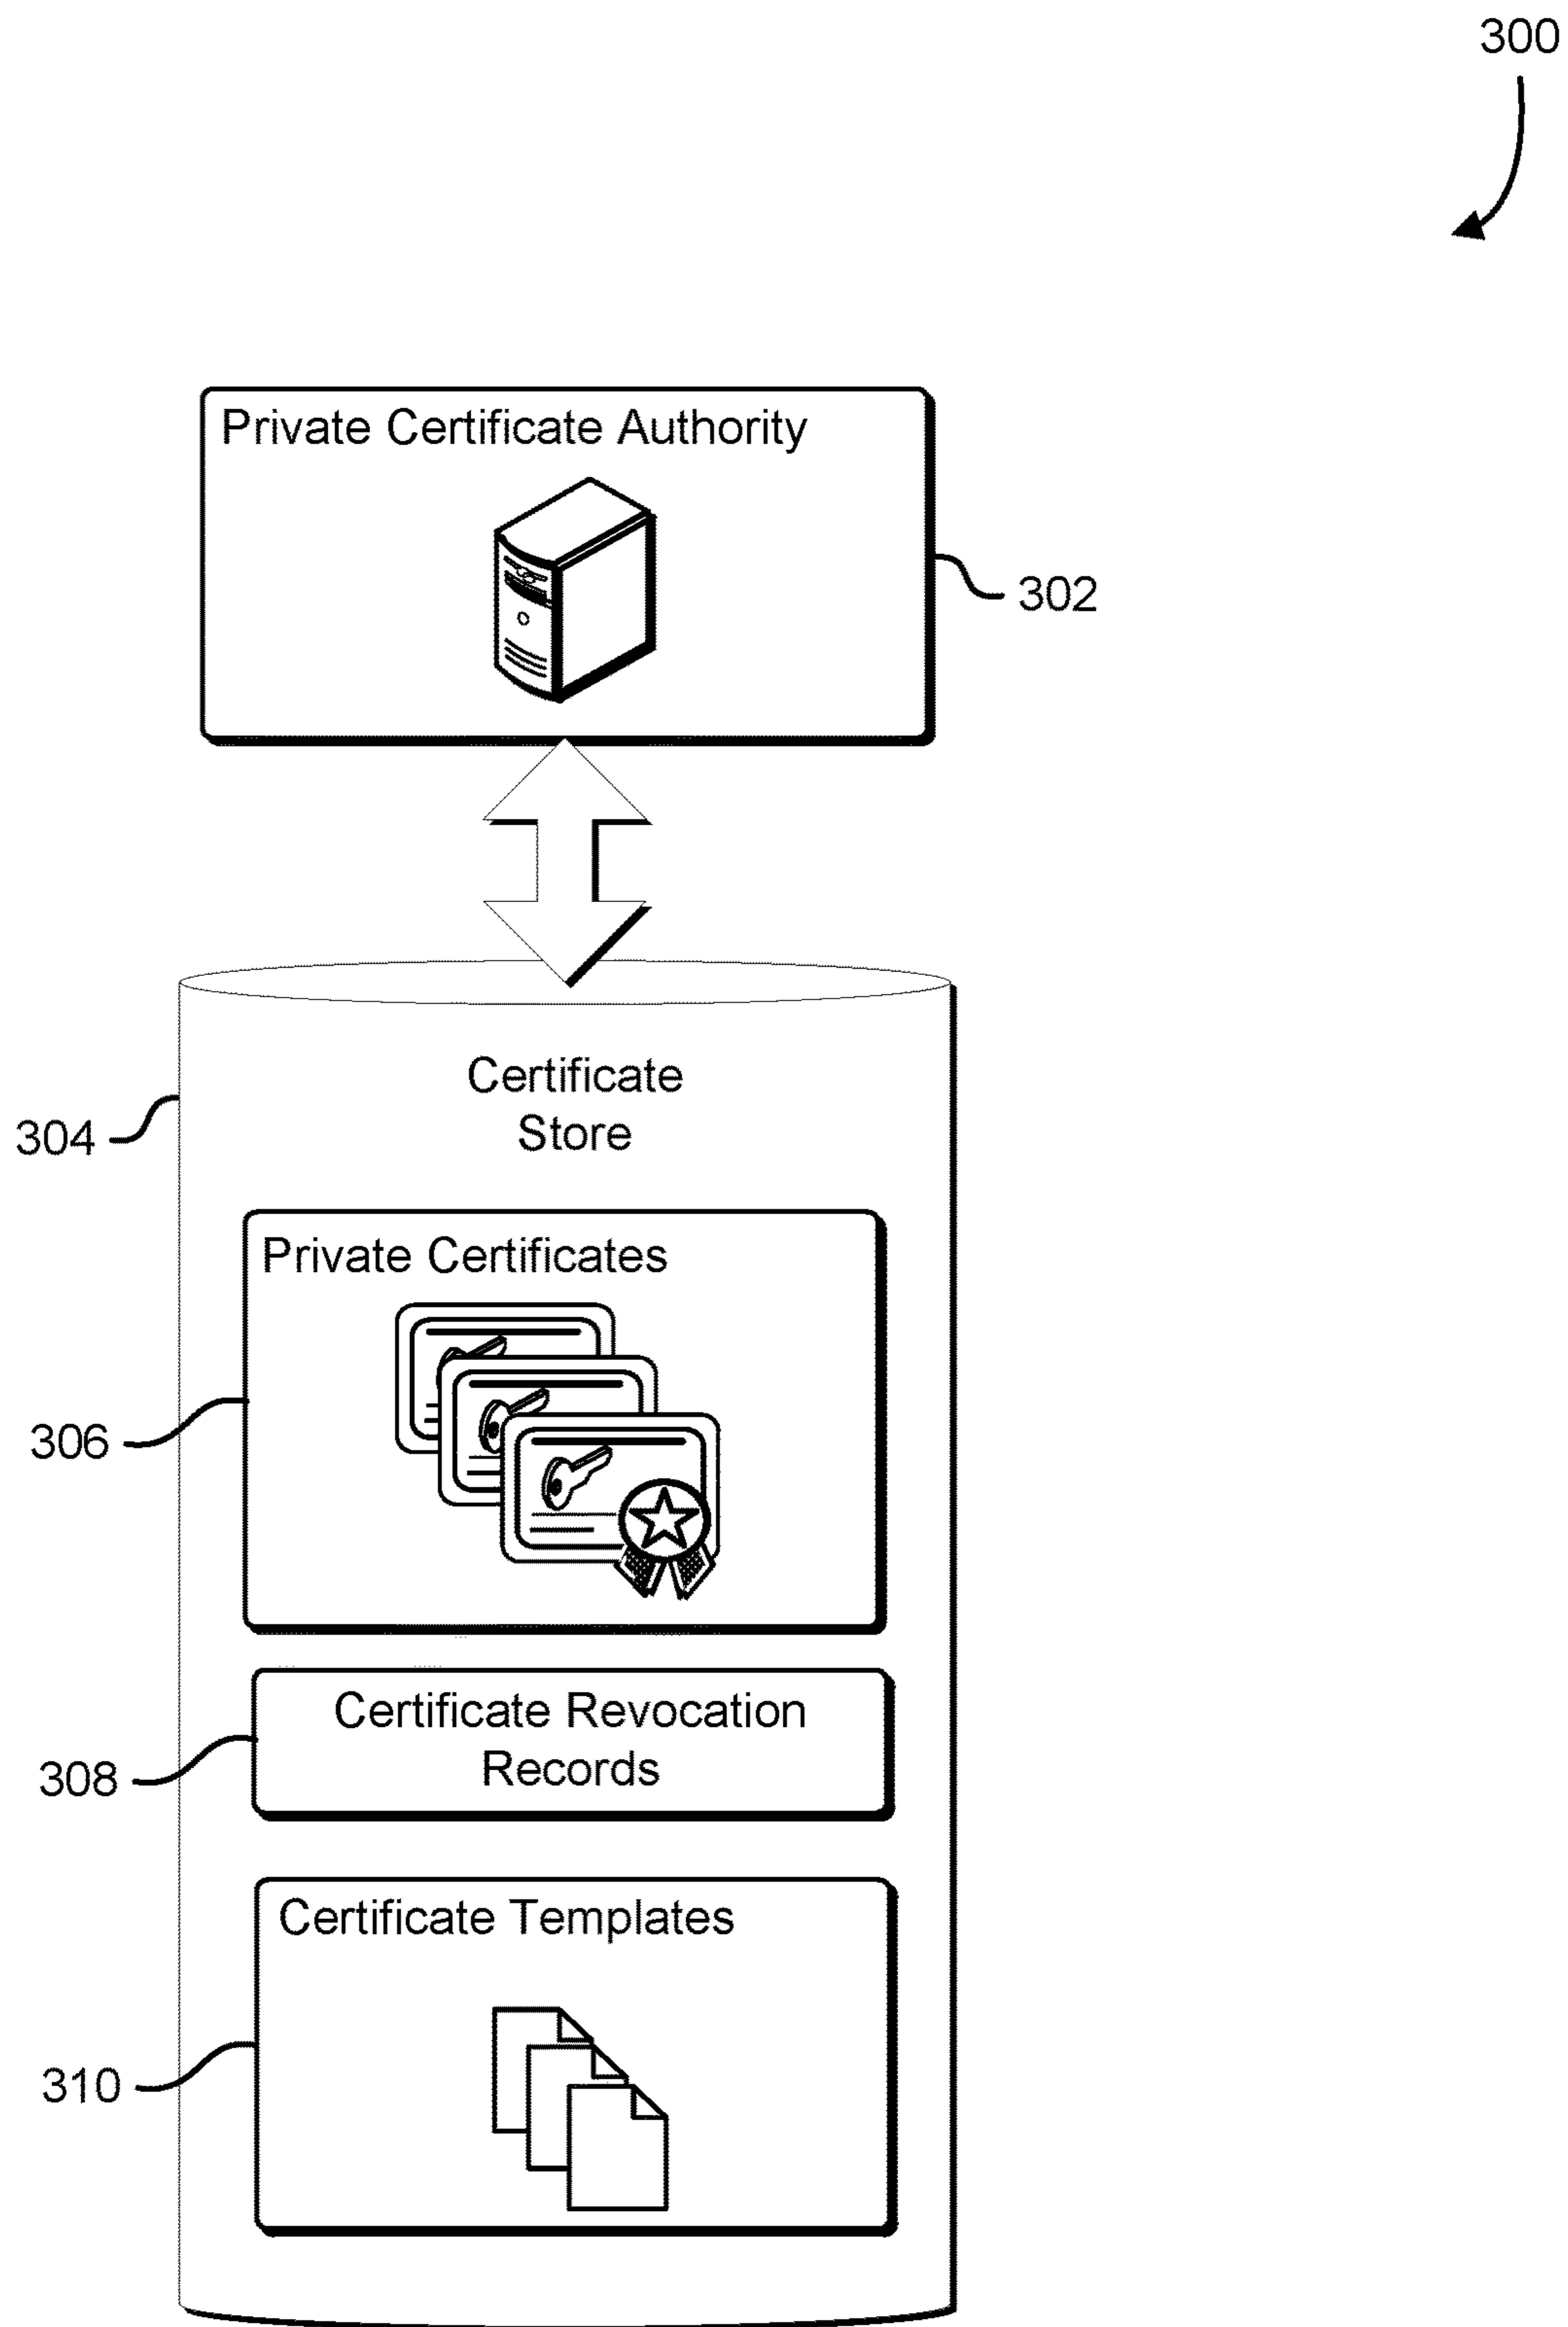 300
Private Certificate Authority
302
Certificate
Store
304
Private Certificates
306
Certificate Revocation
Records
308
Certificate Templates
310